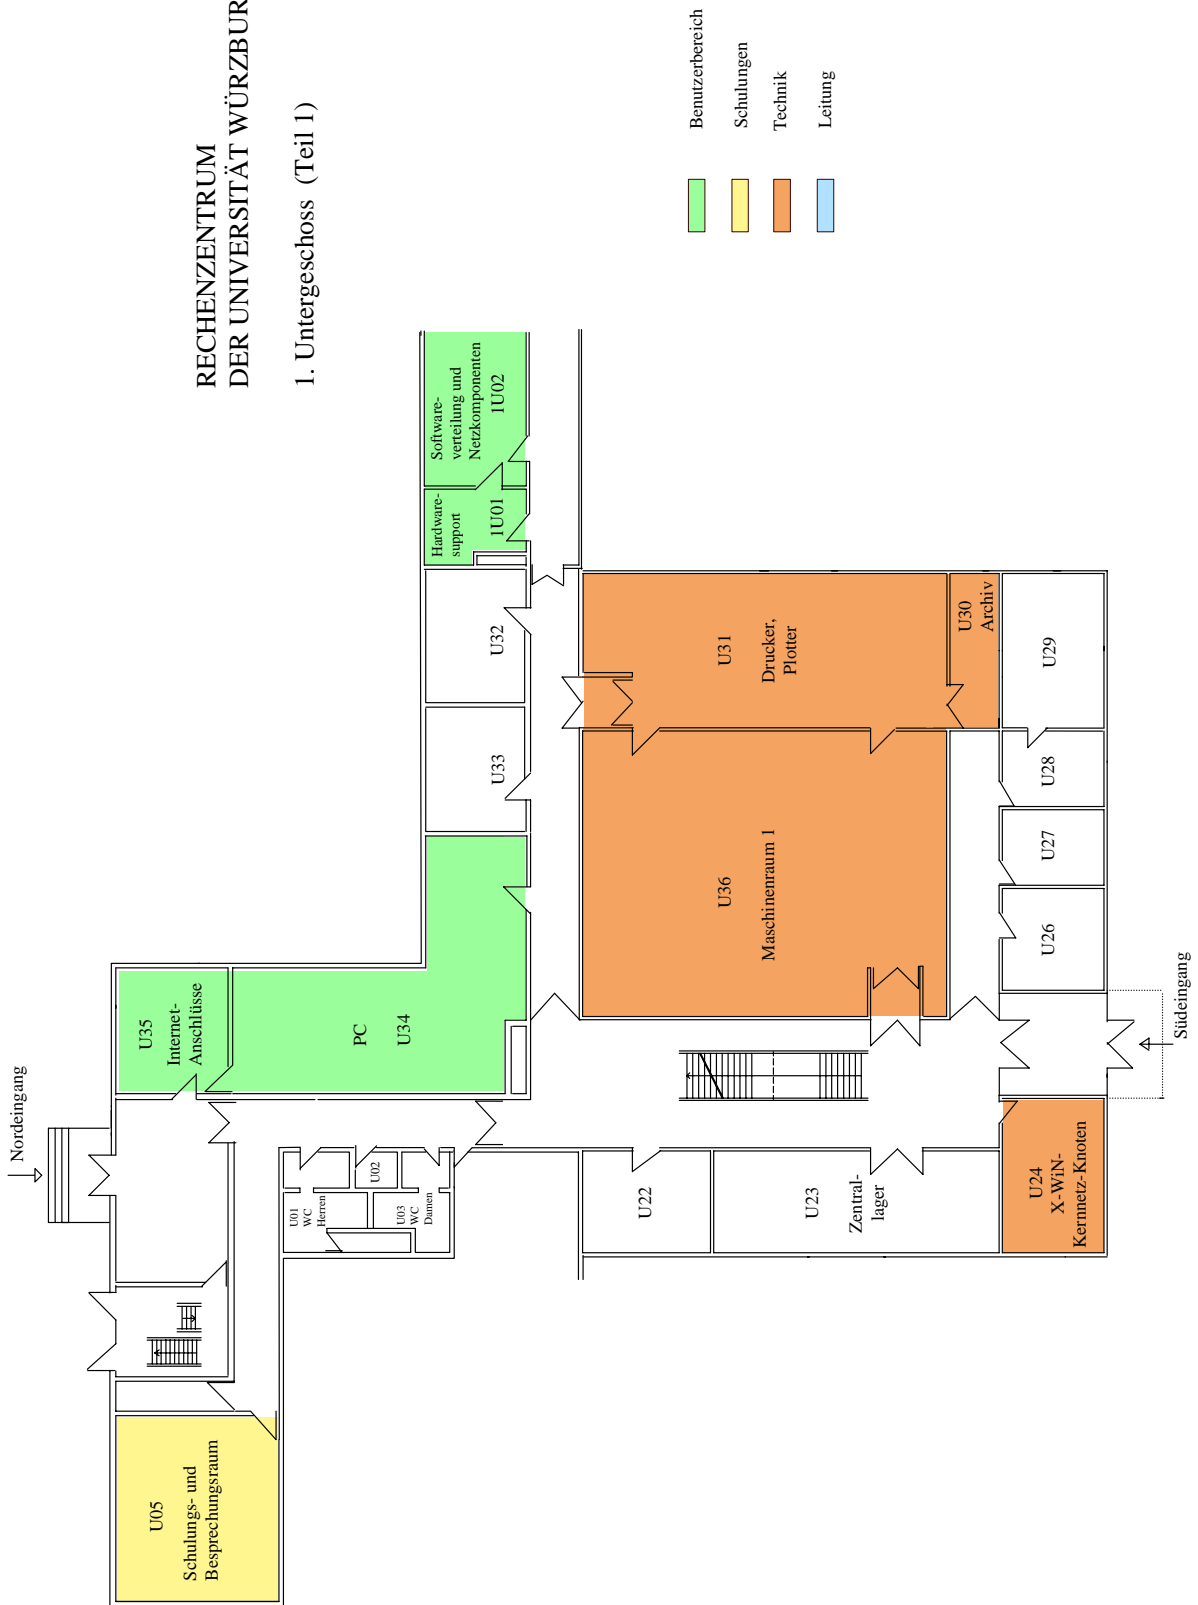 RECHENZENTRUM
DER UNIVERSITÄT WÜRZBUR
1. Untergeschoss (Teil 1)
Benutzerbereich
Schulungen
Technik
Leitung
Nordeingang
U05
Schulungs- und
Besprechungsraum
U35
Internet-
Anschlüsse
PC
U34
U01
WC
Herren
U02
U03
WC
Damen
U33
U32
Hardware-
support
1U01
Software-
verteilung und
Netzkomponenten
1U02
U22
U23
Zentral-
lager
U24
X-WiN-
Kernnetz-Knoten
U36
Maschinenraum 1
U31
Drucker,
Plotter
U30
Archiv
U26
U27
U28
U29
Südeingang